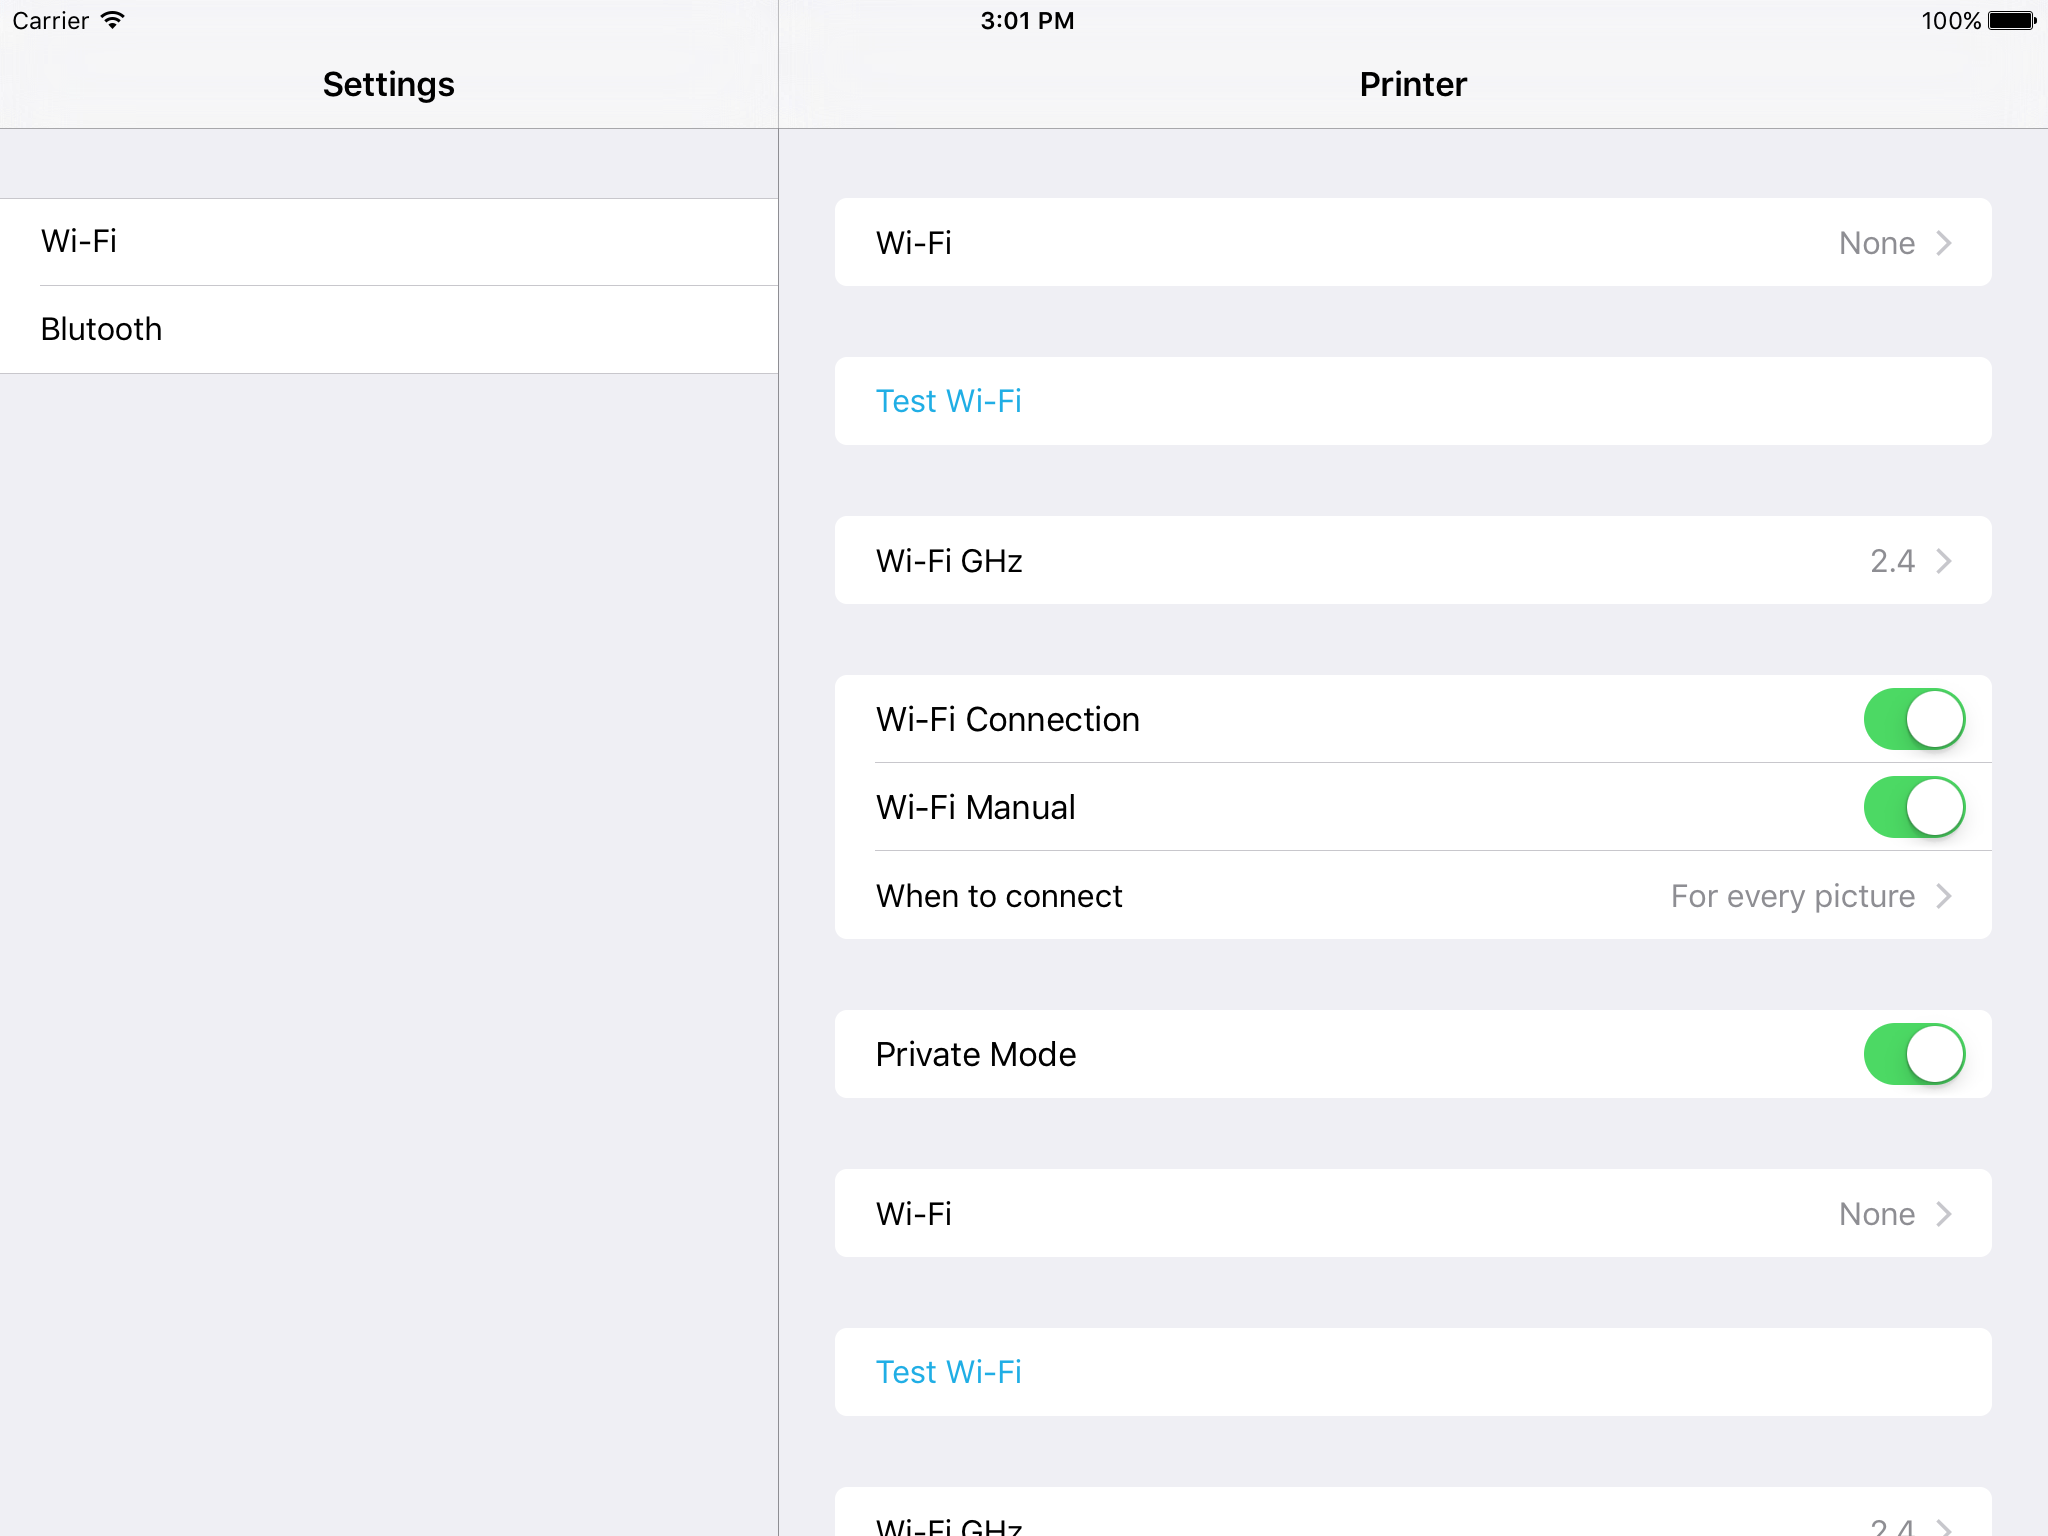 Carrier
3:01 PM
100%
Settings
Printer
Wi-Fi
Blutooth
Wi-Fi None
Test Wi-Fi
Wi-Fi GHz 2.4
Wi-Fi Connection
Wi-Fi Manual
When to connect For every picture
Private Mode
Wi-Fi None
Test Wi-Fi
Wi-Fi GHz 2.4